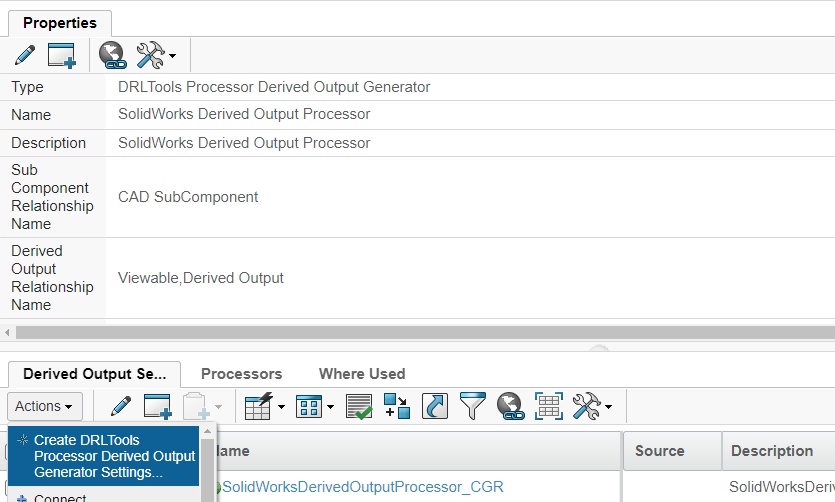 Properties
Type DRLTools Processor Derived Output Generator
Name SolidWorks Derived Output Processor
Description SolidWorks Derived Output Processor
Sub
Component
Relationship
Name
CAD SubComponent
Derived
Output
Relationship
Name
Viewable,Derived Output
Derived Output Se... Processors Where Used
Actions
Create DRLTools
Processor Derived Output
Generator Settings...
Connect
Source Description
SolidWorksDerivedOutputProcessor_CGR